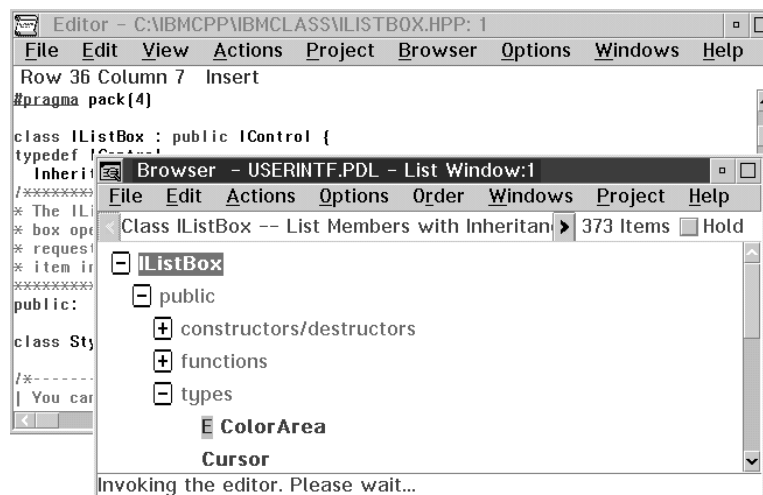 Editor - C:\IBMCPP\IBMCLASS\ILISTBOX.HPP: 1
File Edit View Actions Project Browser Options Windows Help
Row 36 Column 7 Insert
#pragma pack(4)
class IListBox : public IControl {
typedef IControl
Inherit
/********
* The ILi
* box ope
* request
* item in
*********
public:
class Sty
/*-------
| You can
Browser - USERINTF.PDL - List Window:1
File Edit Actions Options Order Windows Project Help
Class IListBox -- List Members with Inheritan 373 Items Hold
IListBox
public
constructors/destructors
functions
types
E ColorArea
Cursor
Invoking the editor. Please wait...